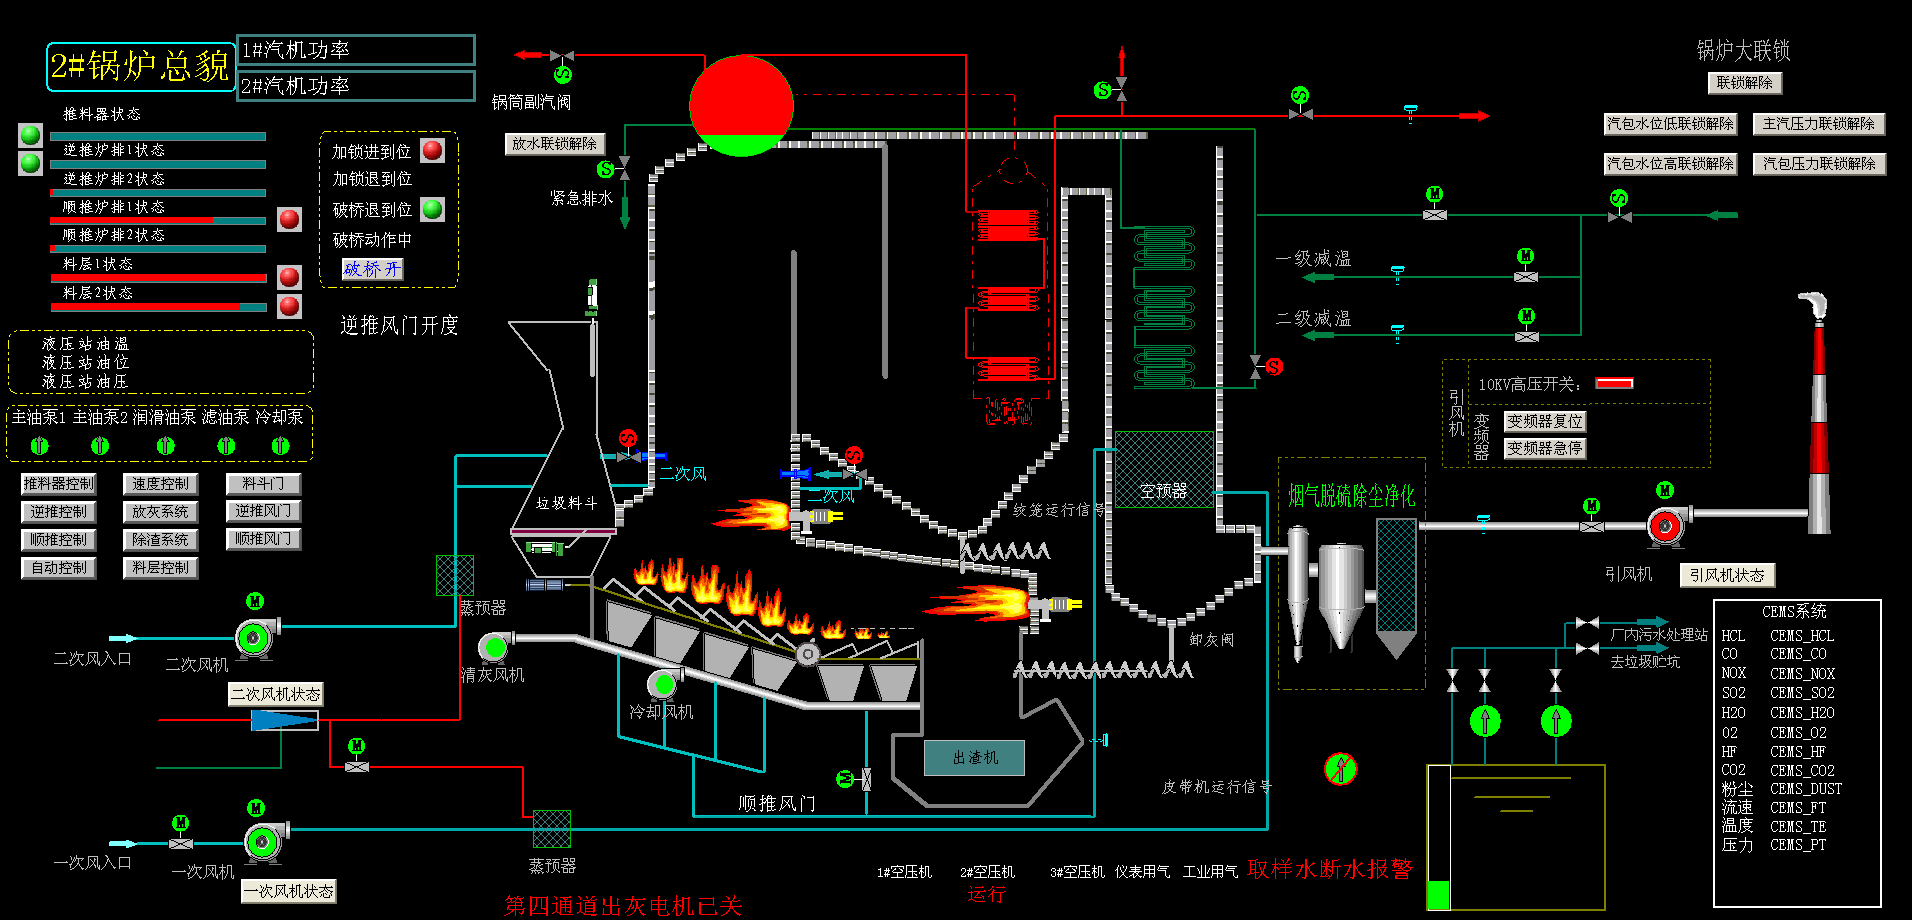 2#锅炉总貌
1#汽机功率
2#汽机功率
推料器状态
逆推炉排1状态
逆推炉排2状态
顺推炉排1状态
顺推炉排2状态
料层1状态
料层2状态
加锁进到位
加锁退到位
破桥退到位
破桥动作中
破桥开
逆推风门开度
液压站油温
液压站油位
液压站油压
主油泵1 主油泵2 润滑油泵 滤油泵 冷却泵
推料器控制 速度控制 料斗门
逆推控制 放灰系统 逆推风门
顺推控制 除渣系统 顺推风门
自动控制 料层控制
锅筒副汽阀
放水联锁解除
紧急排水
S
S
S
S
锅炉大联锁
联锁解除
汽包水位低联锁解除 主汽压力联锁解除
汽包水位高联锁解除 汽包压力联锁解除
M
S
一级减温
M
二级减温
M
S
引风机
10KV高压开关:
变频器
变频器复位
变频器急停
垃圾料斗
S
二次风
S
二次风
绞笼运行信号
空预器
烟气脱硫除尘净化
M
M
引风机
引风机状态
蒸预器
M
二次风入口
二次风机
二次风机状态
清灰风机
冷却风机
卸灰阀
出渣机
M
顺推风门
皮带机运行信号
M
M
M
一次风入口
一次风机
一次风机状态
蒸预器
厂内污水处理站
去垃圾贮坑
CEMS系统
HCL CEMS_HCL
CO CEMS_CO
NOX CEMS_NOX
SO2 CEMS_SO2
H2O CEMS_H2O
O2 CEMS_O2
HF CEMS_HF
CO2 CEMS_CO2
粉尘 CEMS_DUST
流速 CEMS_FT
温度 CEMS_TE
压力 CEMS_PT
1#空压机 2#空压机 3#空压机 仪表用气 工业用气
运行
取样水断水报警
第四通道出灰电机已关